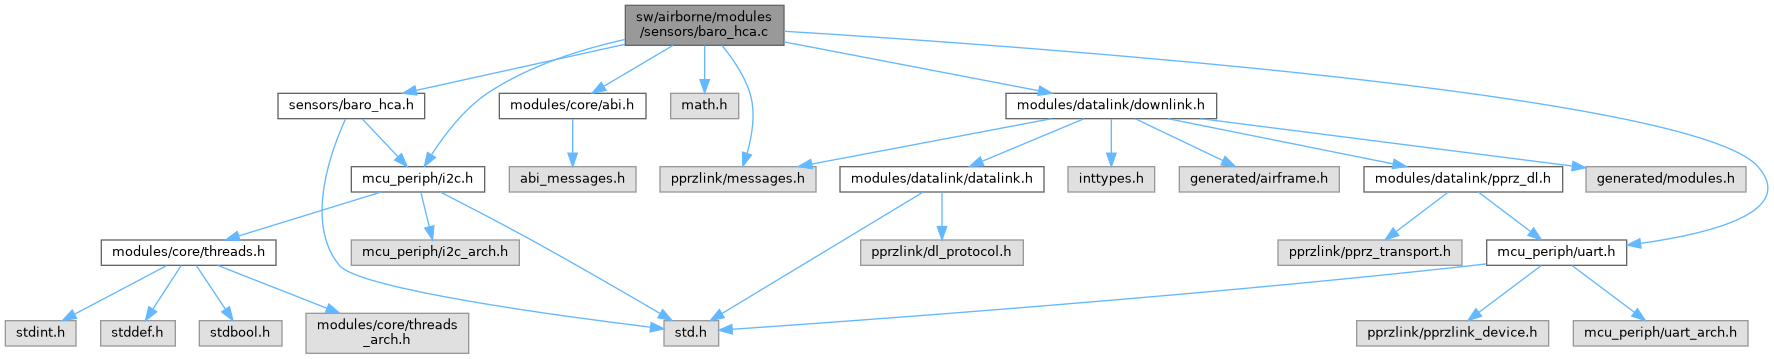 sw/airborne/modules
/sensors/baro_hca.c
sensors/baro_hca.h
modules/core/abi.h
math.h
modules/datalink/downlink.h
mcu_periph/i2c.h
abi_messages.h
pprzlink/messages.h
modules/datalink/datalink.h
inttypes.h
generated/airframe.h
modules/datalink/pprz_dl.h
generated/modules.h
modules/core/threads.h
mcu_periph/i2c_arch.h
pprzlink/dl_protocol.h
pprzlink/pprz_transport.h
mcu_periph/uart.h
stdint.h
stddef.h
stdbool.h
modules/core/threads
_arch.h
std.h
pprzlink/pprzlink_device.h
mcu_periph/uart_arch.h